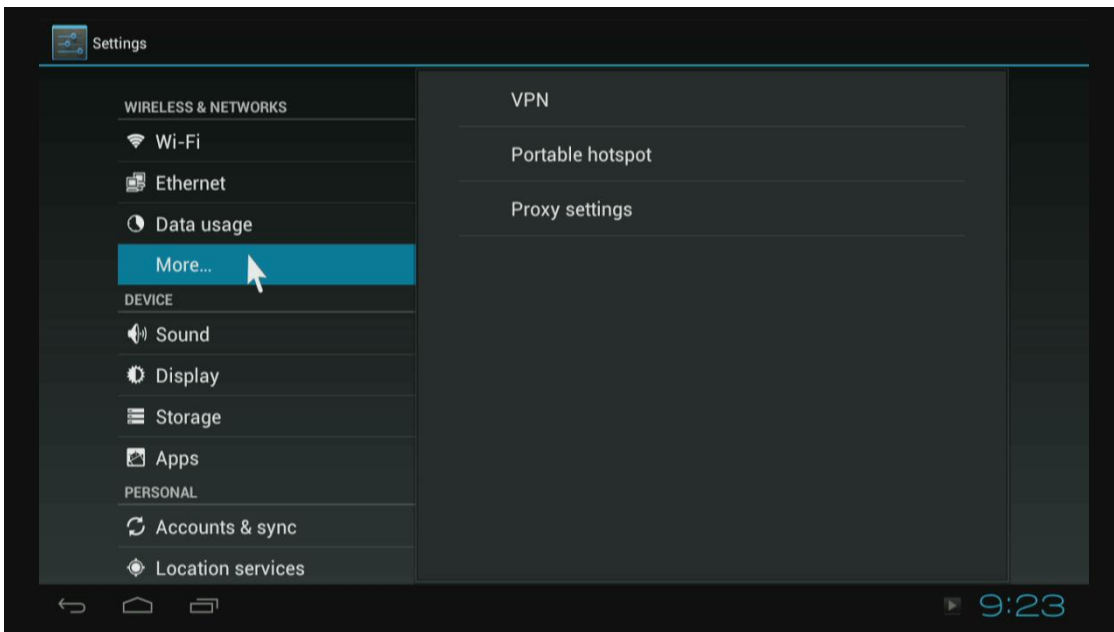 Settings
WIRELESS & NETWORKS
Wi-Fi
Ethernet
Data usage
More...
DEVICE
Sound
Display
Storage
Apps
PERSONAL
Accounts & sync
Location services
VPN
Portable hotspot
Proxy settings
9:23